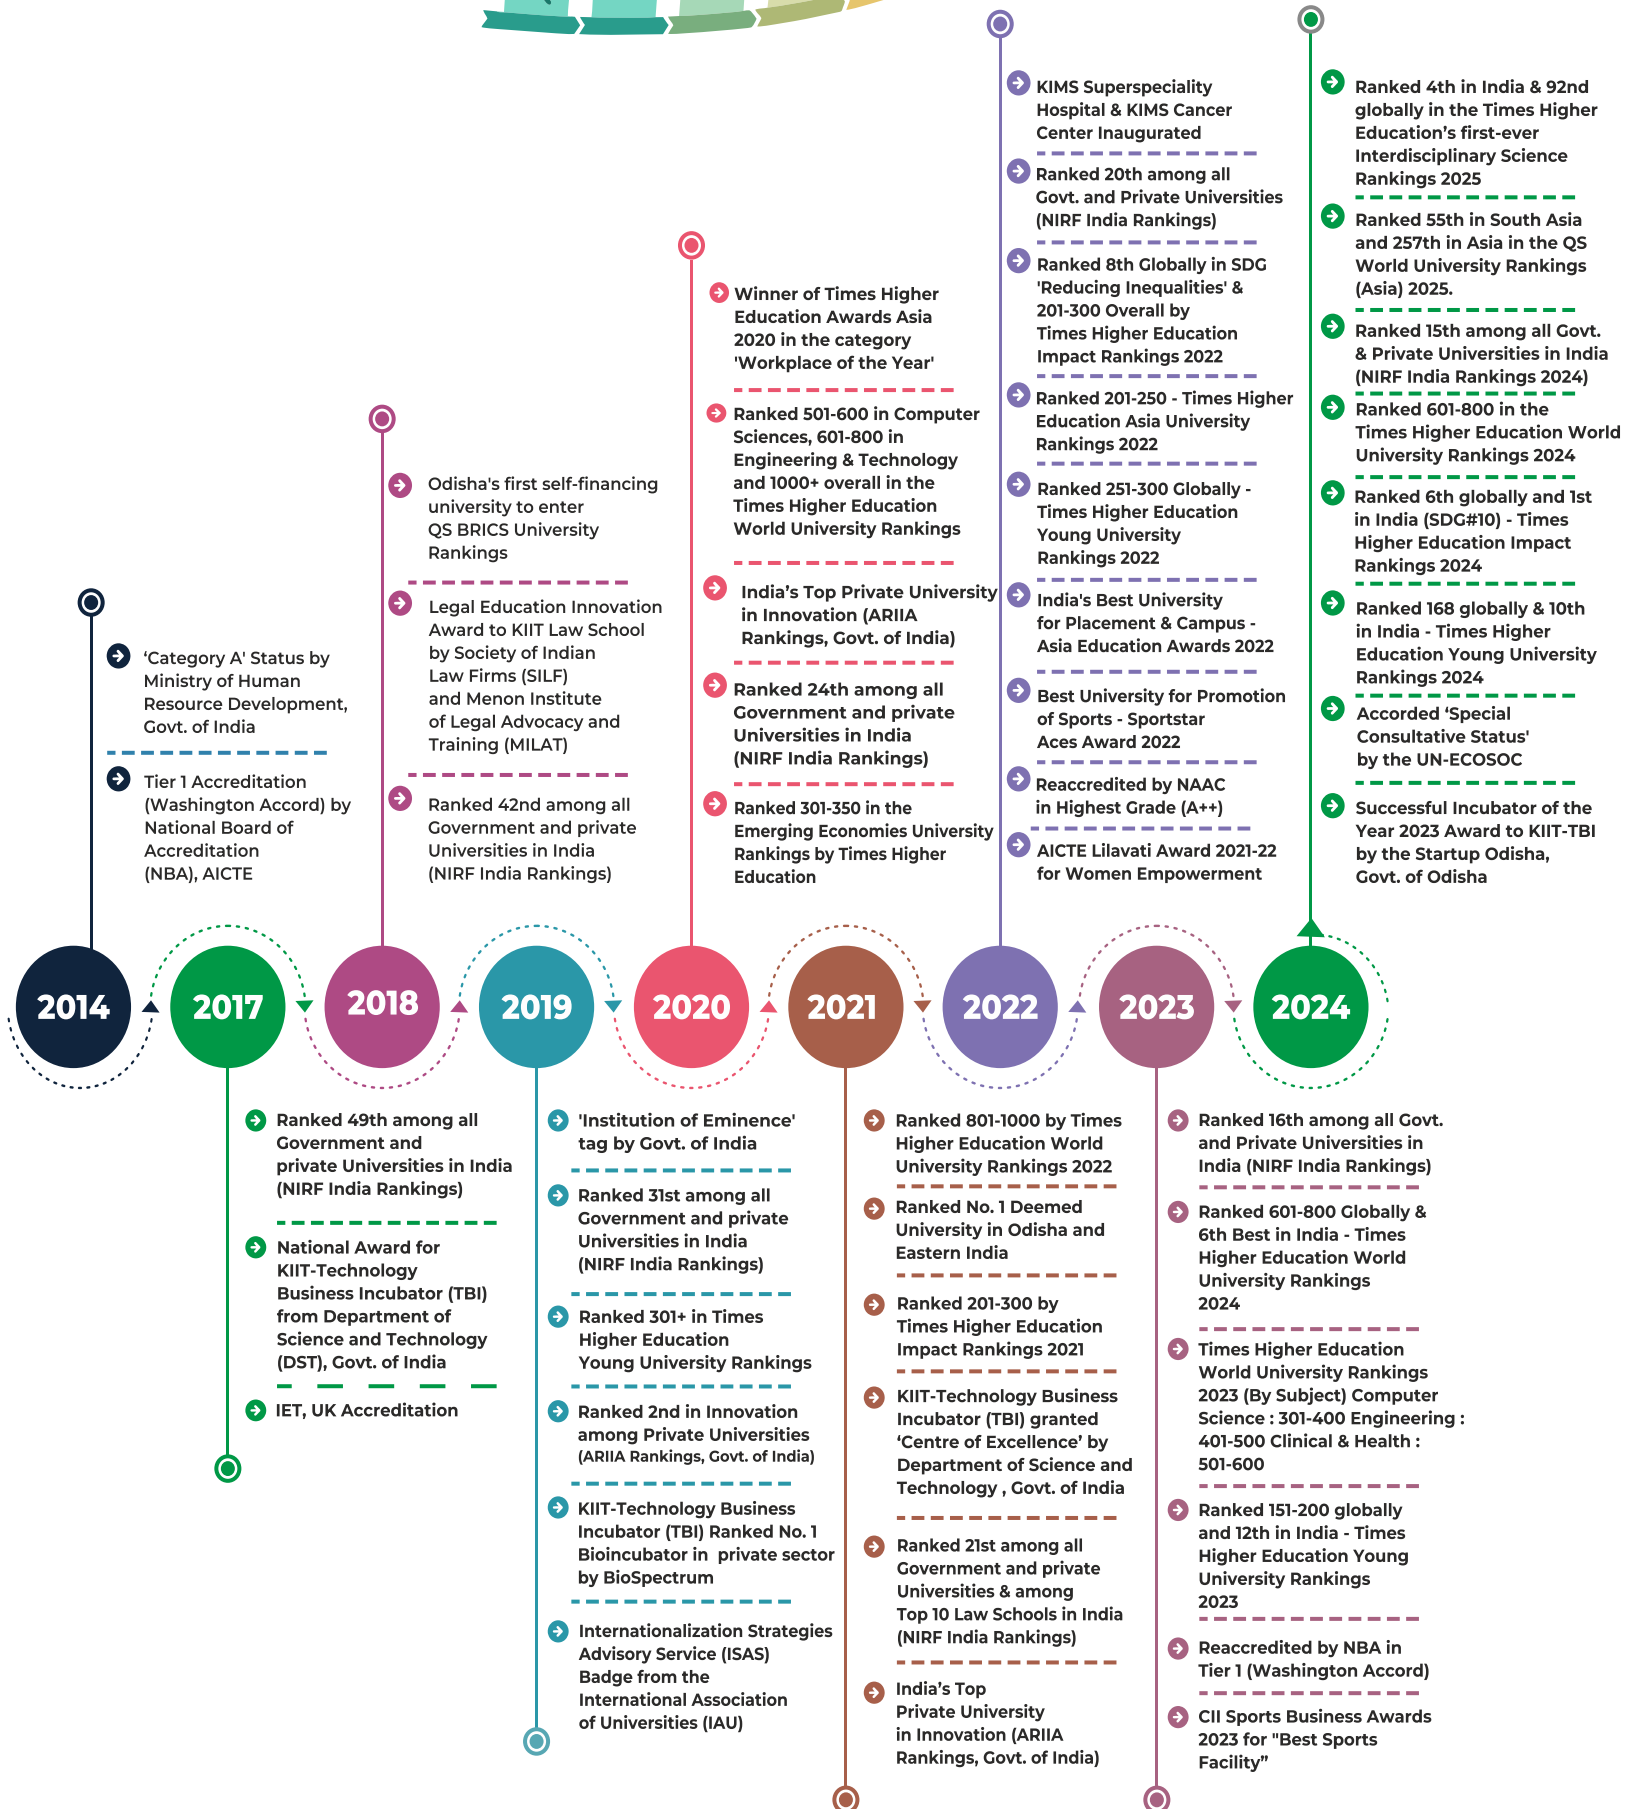 2014
‘Category A' Status by
Ministry of Human
Resource Development,
Govt. of India
Tier 1 Accreditation
(Washington Accord) by
National Board of
Accreditation
(NBA), AICTE
2017
Ranked 49th among all
Government and
private Universities in India
(NIRF India Rankings)
National Award for
KIIT-Technology
Business Incubator (TBI)
from Department of
Science and Technology
(DST), Govt. of India
IET, UK Accreditation
2018
Odisha's first self-financing
university to enter
QS BRICS University
Rankings
Legal Education Innovation
Award to KIIT Law School
by Society of Indian
Law Firms (SILF)
and Menon Institute
of Legal Advocacy and
Training (MILAT)
Ranked 42nd among all
Government and private
Universities in India
(NIRF India Rankings)
2019
'Institution of Eminence'
tag by Govt. of India
Ranked 31st among all
Government and private
Universities in India
(NIRF India Rankings)
Ranked 301+ in Times
Higher Education
Young University Rankings
Ranked 2nd in Innovation
among Private Universities
(ARIIA Rankings, Govt. of India)
KIIT-Technology Business
Incubator (TBI) Ranked No. 1
Bioincubator in private sector
by BioSpectrum
Internationalization Strategies
Advisory Service (ISAS)
Badge from the
International Association
of Universities (IAU)
2020
Winner of Times Higher
Education Awards Asia
2020 in the category
'Workplace of the Year'
Ranked 501-600 in Computer
Sciences, 601-800 in
Engineering & Technology
and 1000+ overall in the
Times Higher Education
World University Rankings
India’s Top Private University
in Innovation (ARIIA
Rankings, Govt. of India)
Ranked 24th among all
Government and private
Universities in India
(NIRF India Rankings)
Ranked 301-350 in the
Emerging Economies University
Rankings by Times Higher
Education
2021
Ranked 801-1000 by Times
Higher Education World
University Rankings 2022
Ranked No. 1 Deemed
University in Odisha and
Eastern India
Ranked 201-300 by
Times Higher Education
Impact Rankings 2021
KIIT-Technology Business
Incubator (TBI) granted
‘Centre of Excellence’ by
Department of Science and
Technology , Govt. of India
Ranked 21st among all
Government and private
Universities & among
Top 10 Law Schools in India
(NIRF India Rankings)
India’s Top
Private University
in Innovation (ARIIA
Rankings, Govt. of India)
2022
KIMS Superspeciality
Hospital & KIMS Cancer
Center Inaugurated
Ranked 20th among all
Govt. and Private Universities
(NIRF India Rankings)
Ranked 8th Globally in SDG
'Reducing Inequalities' &
201-300 Overall by
Times Higher Education
Impact Rankings 2022
Ranked 201-250 - Times Higher
Education Asia University
Rankings 2022
Ranked 251-300 Globally -
Times Higher Education
Young University
Rankings 2022
India's Best University
for Placement & Campus -
Asia Education Awards 2022
Best University for Promotion
of Sports - Sportstar
Aces Award 2022
Reaccredited by NAAC
in Highest Grade (A++)
AICTE Lilavati Award 2021-22
for Women Empowerment
2023
Ranked 16th among all Govt.
and Private Universities in
India (NIRF India Rankings)
Ranked 601-800 Globally &
6th Best in India - Times
Higher Education World
University Rankings
2024
Times Higher Education
World University Rankings
2023 (By Subject) Computer
Science : 301-400 Engineering :
401-500 Clinical & Health :
501-600
Ranked 151-200 globally
and 12th in India - Times
Higher Education Young
University Rankings
2023
Reaccredited by NBA in
Tier 1 (Washington Accord)
CII Sports Business Awards
2023 for "Best Sports
Facility”
2024
Ranked 4th in India & 92nd
globally in the Times Higher
Education’s first-ever
Interdisciplinary Science
Rankings 2025
Ranked 55th in South Asia
and 257th in Asia in the QS
World University Rankings
(Asia) 2025.
Ranked 15th among all Govt.
& Private Universities in India
(NIRF India Rankings 2024)
Ranked 601-800 in the
Times Higher Education World
University Rankings 2024
Ranked 6th globally and 1st
in India (SDG#10) - Times
Higher Education Impact
Rankings 2024
Ranked 168 globally & 10th
in India - Times Higher
Education Young University
Rankings 2024
Accorded ‘Special
Consultative Status'
by the UN-ECOSOC
Successful Incubator of the
Year 2023 Award to KIIT-TBI
by the Startup Odisha,
Govt. of Odisha